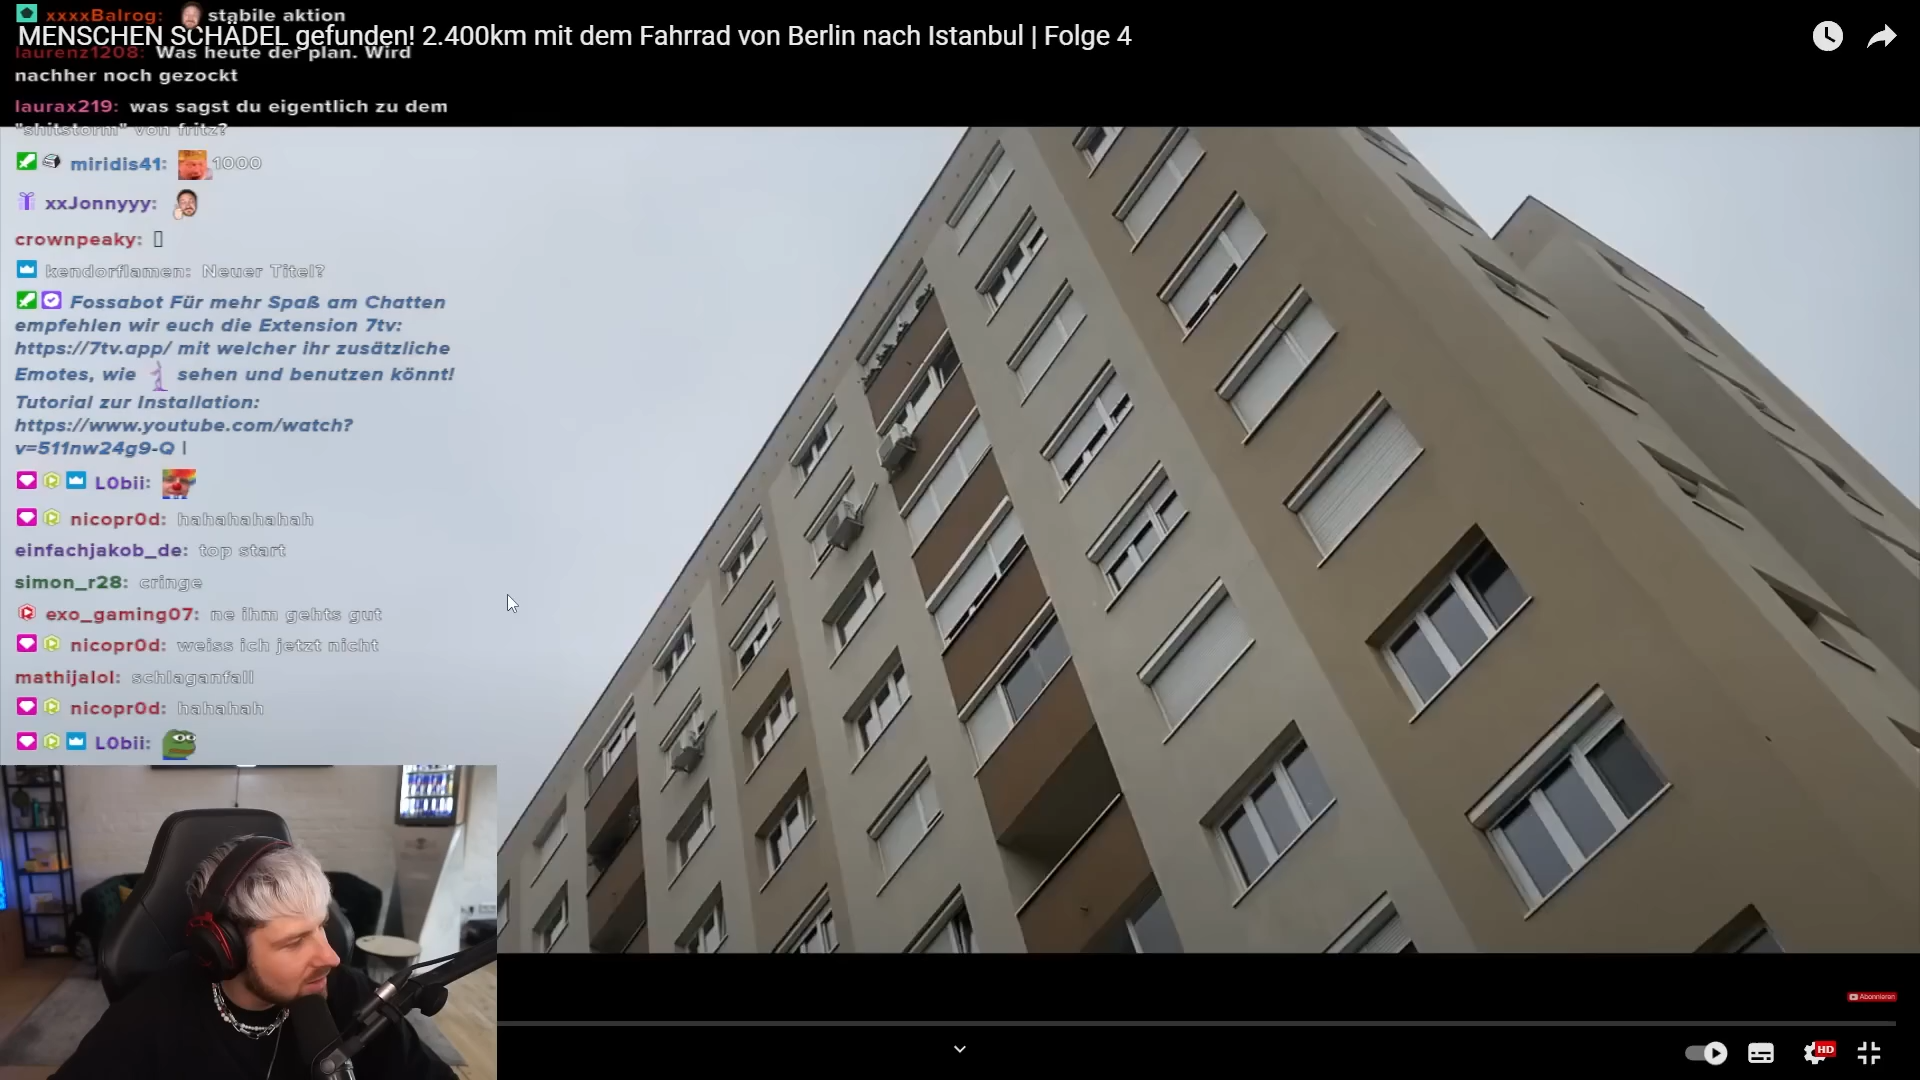 xxxxBalrog: stabile aktion
MENSCHEN SCHÄDEL gefunden! 2.400km mit dem Fahrrad von Berlin nach Istanbul | Folge 4
laurenz1208: Was heute der plan. Wird
nachher noch gezockt
laurax219: was sagst du eigentlich zu dem
"shitstorm" von fritz?
miridis41: 1000
xxJonnyyy:
crownpeaky:
kendorflamen: Neuer Titel?
Fossabot Für mehr Spaß am Chatten
empfehlen wir euch die Extension 7tv:
https://7tv.app/ mit welcher ihr zusätzliche
Emotes, wie sehen und benutzen könnt!
Tutorial zur Installation:
https://www.youtube.com/watch?
v=511nw24g9-Q |
L0bii:
nicopr0d: hahahahahah
einfachjakob_de: top start
simon_r28: cringe
exo_gaming07: ne ihm gehts gut
nicopr0d: weiss ich jetzt nicht
mathijalol: schlaganfall
nicopr0d: hahahah
L0bii:
Abonnieren
HD